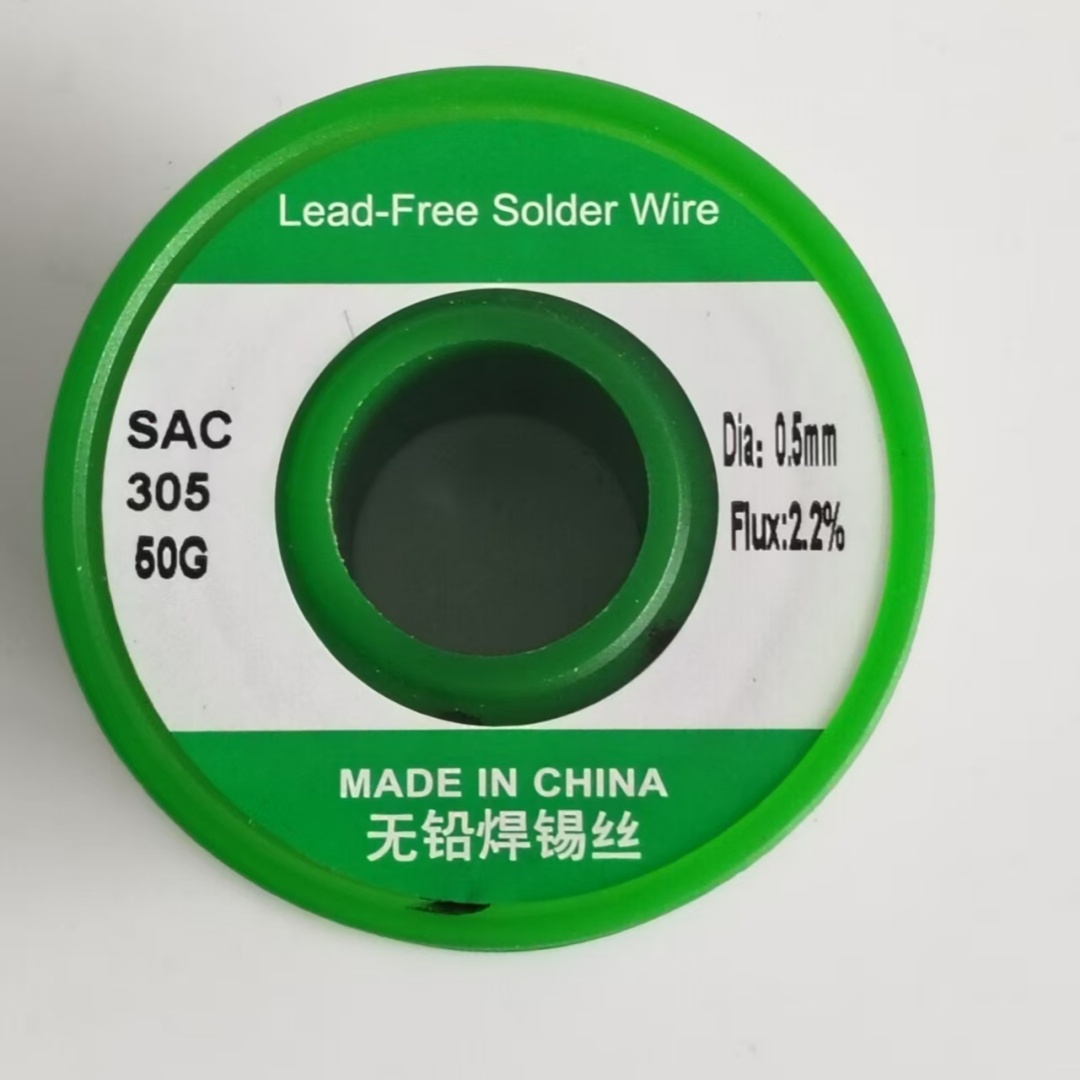 Lead-Free Solder Wire
SAC
305
50G
Dia: 0.5mm
Flux:2.2%
MADE IN CHINA
无铅焊锡丝